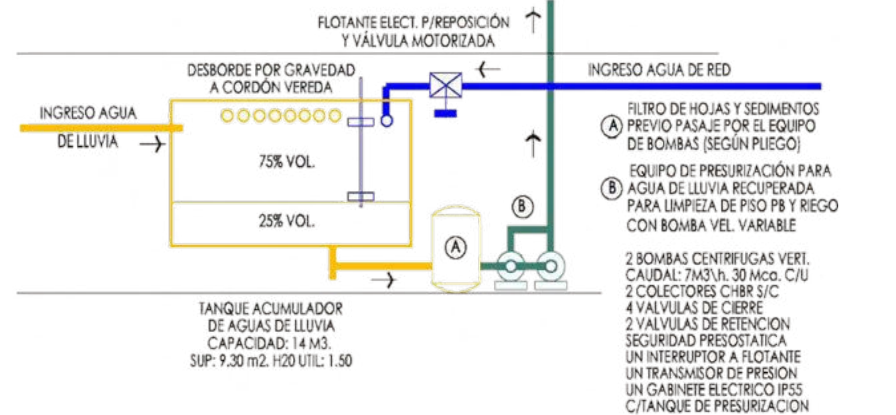 FLOTANTE ELECT. P/REPOSICIÓN
Y VÁLVULA MOTORIZADA
DESBORDE POR GRAVEDAD
A CORDÓN VEREDA
INGRESO AGUA DE RED
INGRESO AGUA
DE LLUVIA
75% VOL.
25% VOL.
A
B
TANQUE ACUMULADOR
DE AGUAS DE LLUVIA
CAPACIDAD: 14 M3.
SUP: 9.30 m2. H20 UTIL: 1.50
FILTRO DE HOJAS Y SEDIMENTOS
A PREVIO PASAJE POR EL EQUIPO
DE BOMBAS (SEGÚN PLIEGO)
EQUIPO DE PRESURIZACIÓN PARA
B AGUA DE LLUVIA RECUPERADA
PARA LIMPIEZA DE PISO PB Y RIEGO
CON BOMBA VEL. VARIABLE
2 BOMBAS CENTRIFUGAS VERT.
CAUDAL: 7M3\h. 30 Mca. C/U
2 COLECTORES CHBR S/C
4 VALVULAS DE CIERRE
2 VALVULAS DE RETENCION
SEGURIDAD PRESOSTATICA
UN INTERRUPTOR A FLOTANTE
UN TRANSMISOR DE PRESION
UN GABINETE ELECTRICO IP55
C/TANQUE DE PRESURIZACION